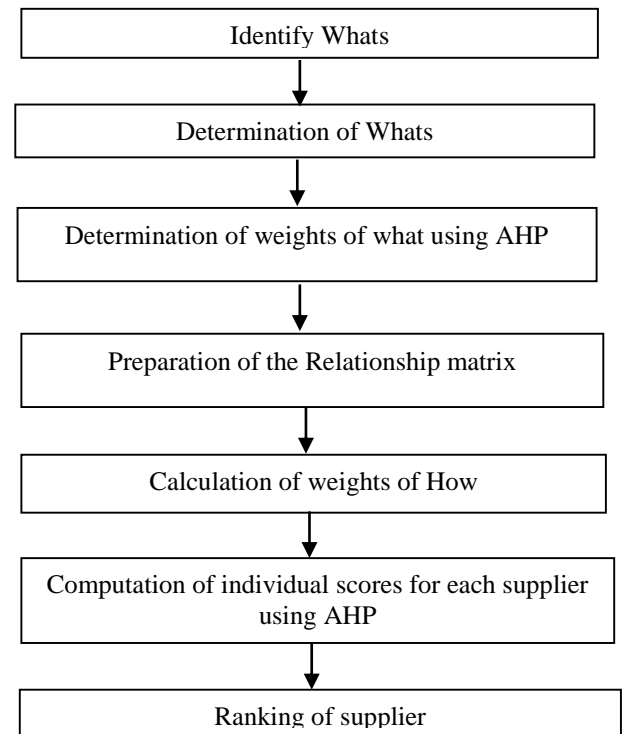 Identify Whats
Determination of Whats
Determination of weights of what using AHP
Preparation of the Relationship matrix
Calculation of weights of How
Computation of individual scores for each supplier
using AHP
Ranking of supplier